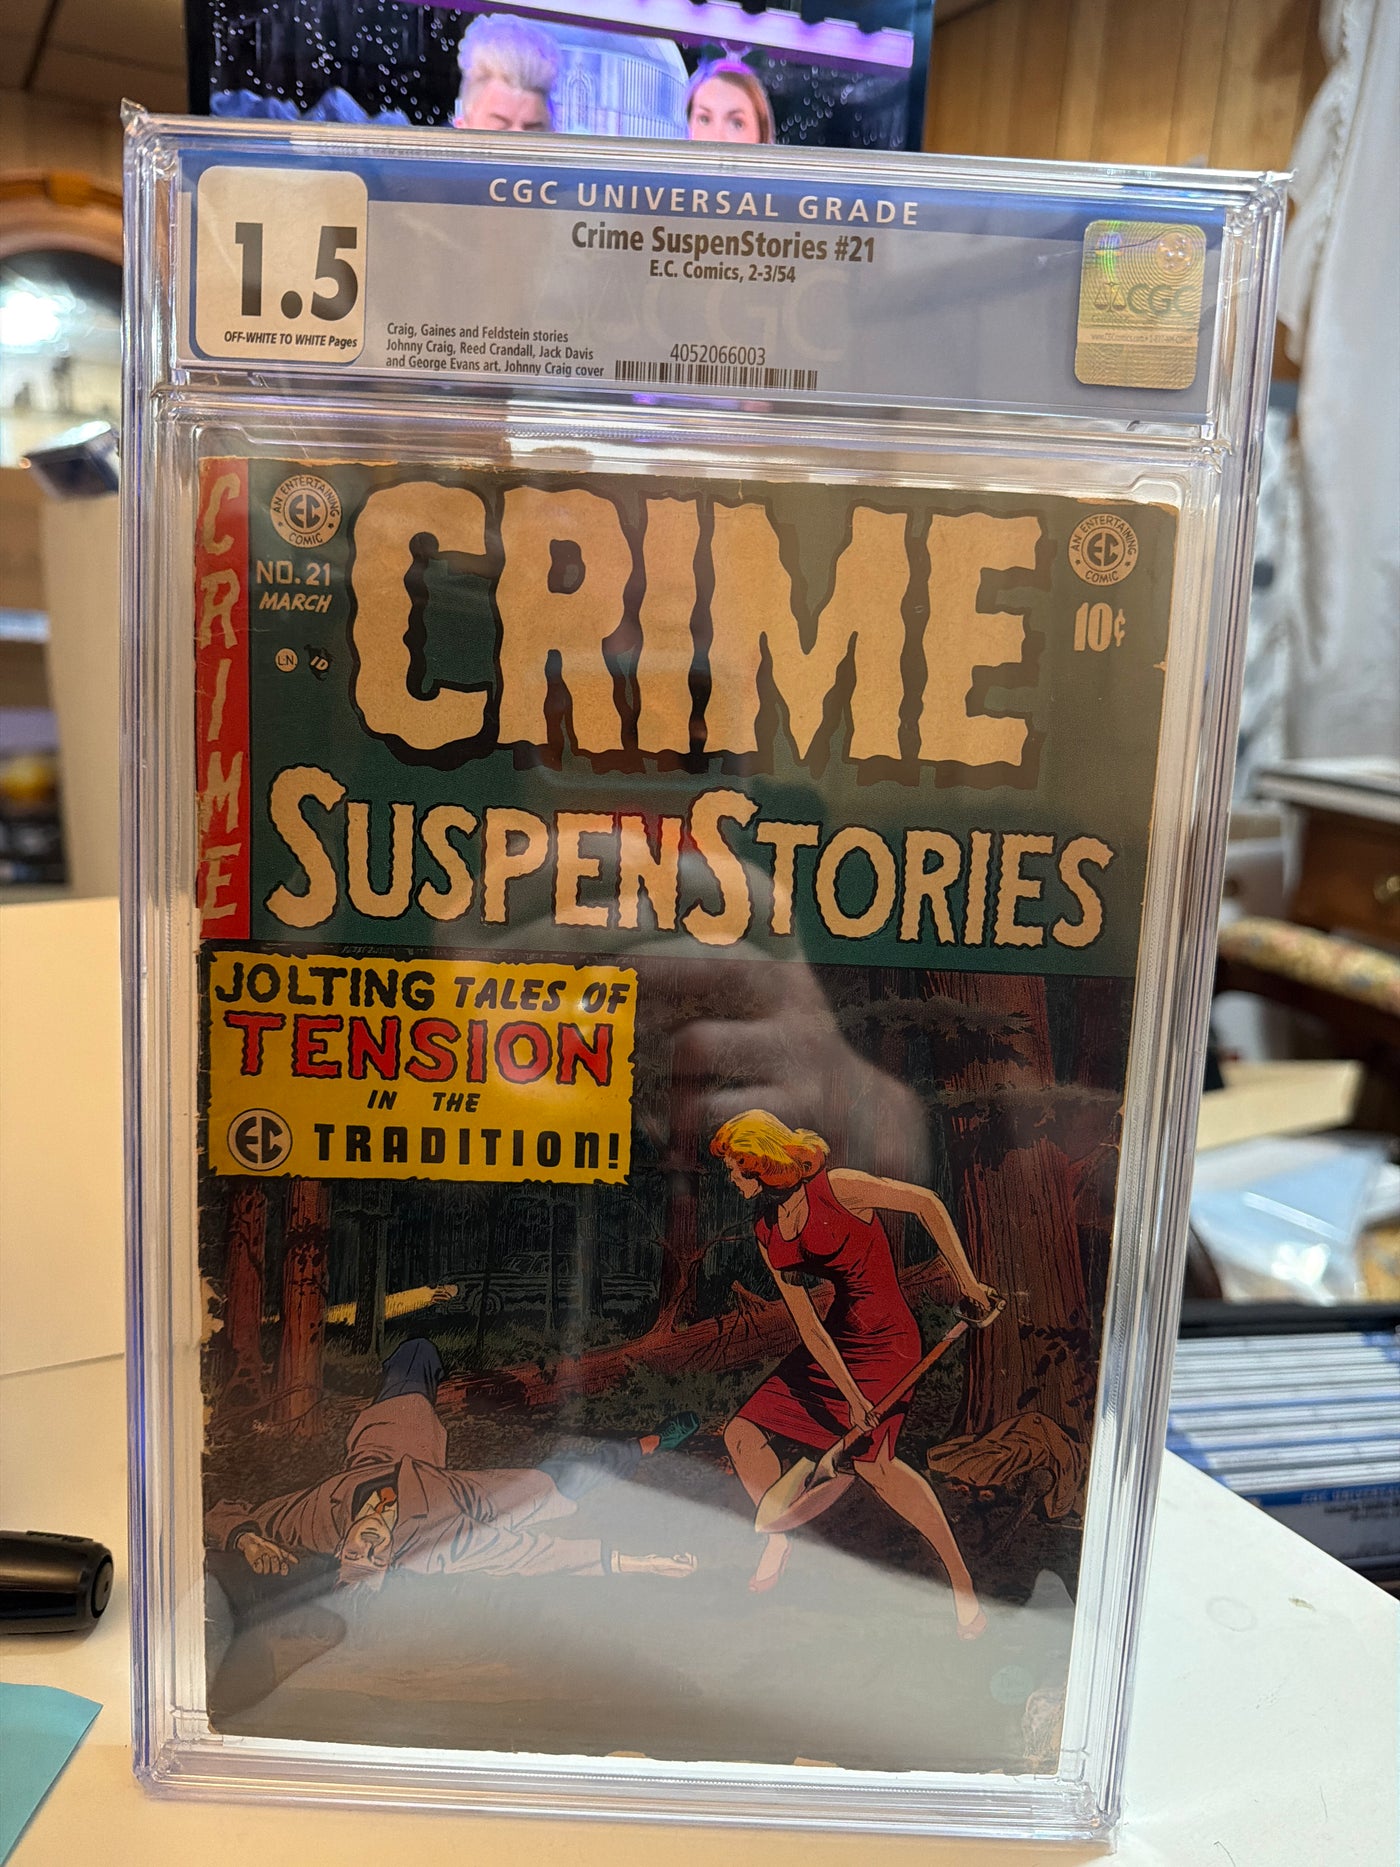 CGC UNIVERSAL GRADE
1.5
OFF-WHITE TO WHITE Pages
Crime SuspenStories #21
E.C. Comics, 2-3/54
Craig, Gaines and Feldstein stories
Johnny Craig, Reed Crandall, Jack Davis
and George Evans art, Johnny Craig cover
4052066003
CGC
CRIME
AN ENTERTAINING
EC
COMIC
NO. 21
MARCH
L.N. 10
CRIME
AN ENTERTAINING
EC
COMIC
10¢
SUSPENSTORIES
JOLTING TALES OF
TENSION
IN THE
EC TRADITION!